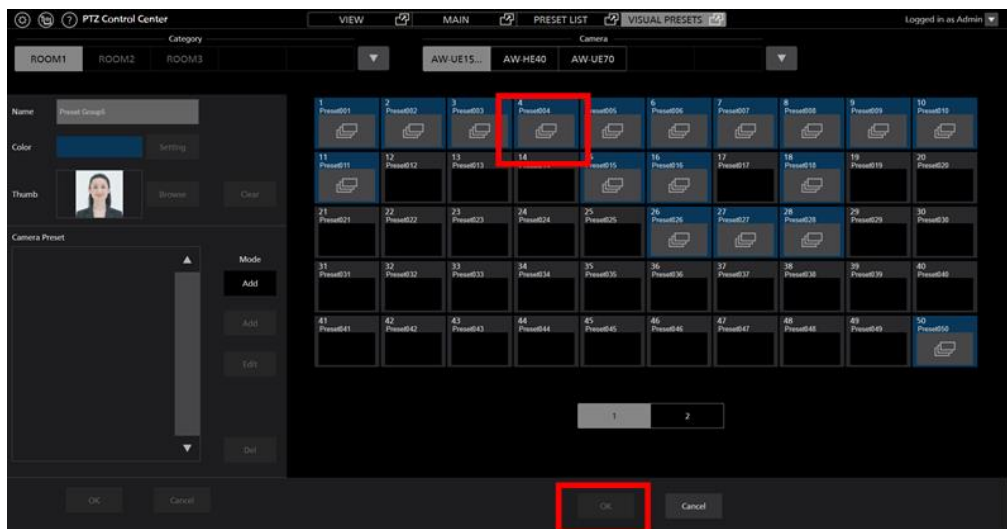 PTZ Control Center
VIEW
MAIN
PRESET LIST
VISUAL PRESETS
Logged in as Admin
Category
Camera
ROOM1
ROOM2
ROOM3
AW-UE15...
AW-HE40
AW-UE70
Name
Preset Group5
Color
Setting
Thumb
Browse
Clear
Camera Preset
Mode
Add
Add
Edit
Del
OK
Cancel
1
Preset001
2
Preset002
3
Preset003
4
Preset004
Preset005
6
Preset006
7
Preset007
8
Preset008
9
Preset009
10
Preset010
11
Preset011
12
Preset012
13
Preset013
14
Preset015
16
Preset016
17
Preset017
18
Preset018
19
Preset019
20
Preset020
21
Preset021
22
Preset022
23
Preset023
24
Preset024
25
Preset025
26
Preset026
27
Preset027
28
Preset028
29
Preset029
30
Preset030
31
Preset031
32
Preset032
33
Preset033
34
Preset034
35
Preset035
36
Preset036
37
Preset037
38
Preset038
39
Preset039
40
Preset040
41
Preset041
42
Preset042
43
Preset043
44
Preset044
45
Preset045
46
Preset046
47
Preset047
48
Preset048
49
Preset049
50
Preset050
1
2
OK
Cancel